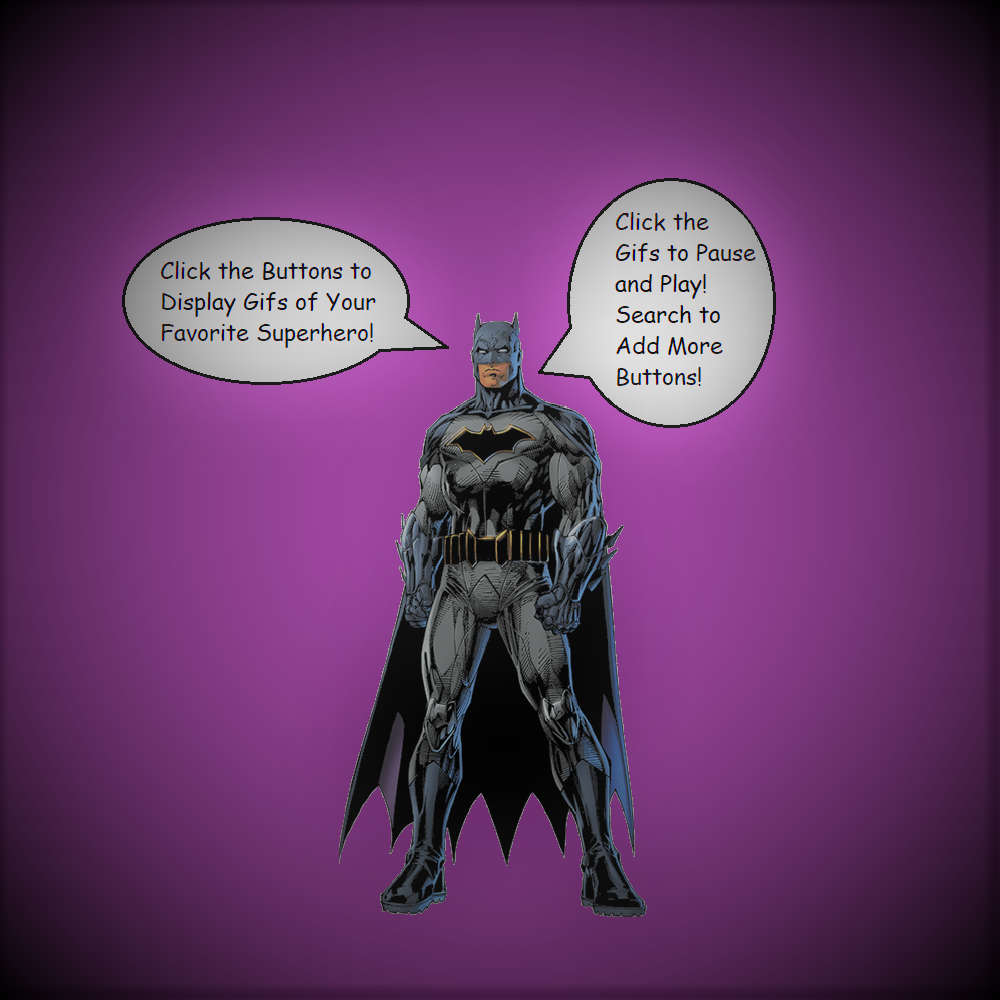 Click the Buttons to
Display Gifs of Your
Favorite Superhero!
Click the
Gifs to Pause
and Play!
Search to
Add More
Buttons!